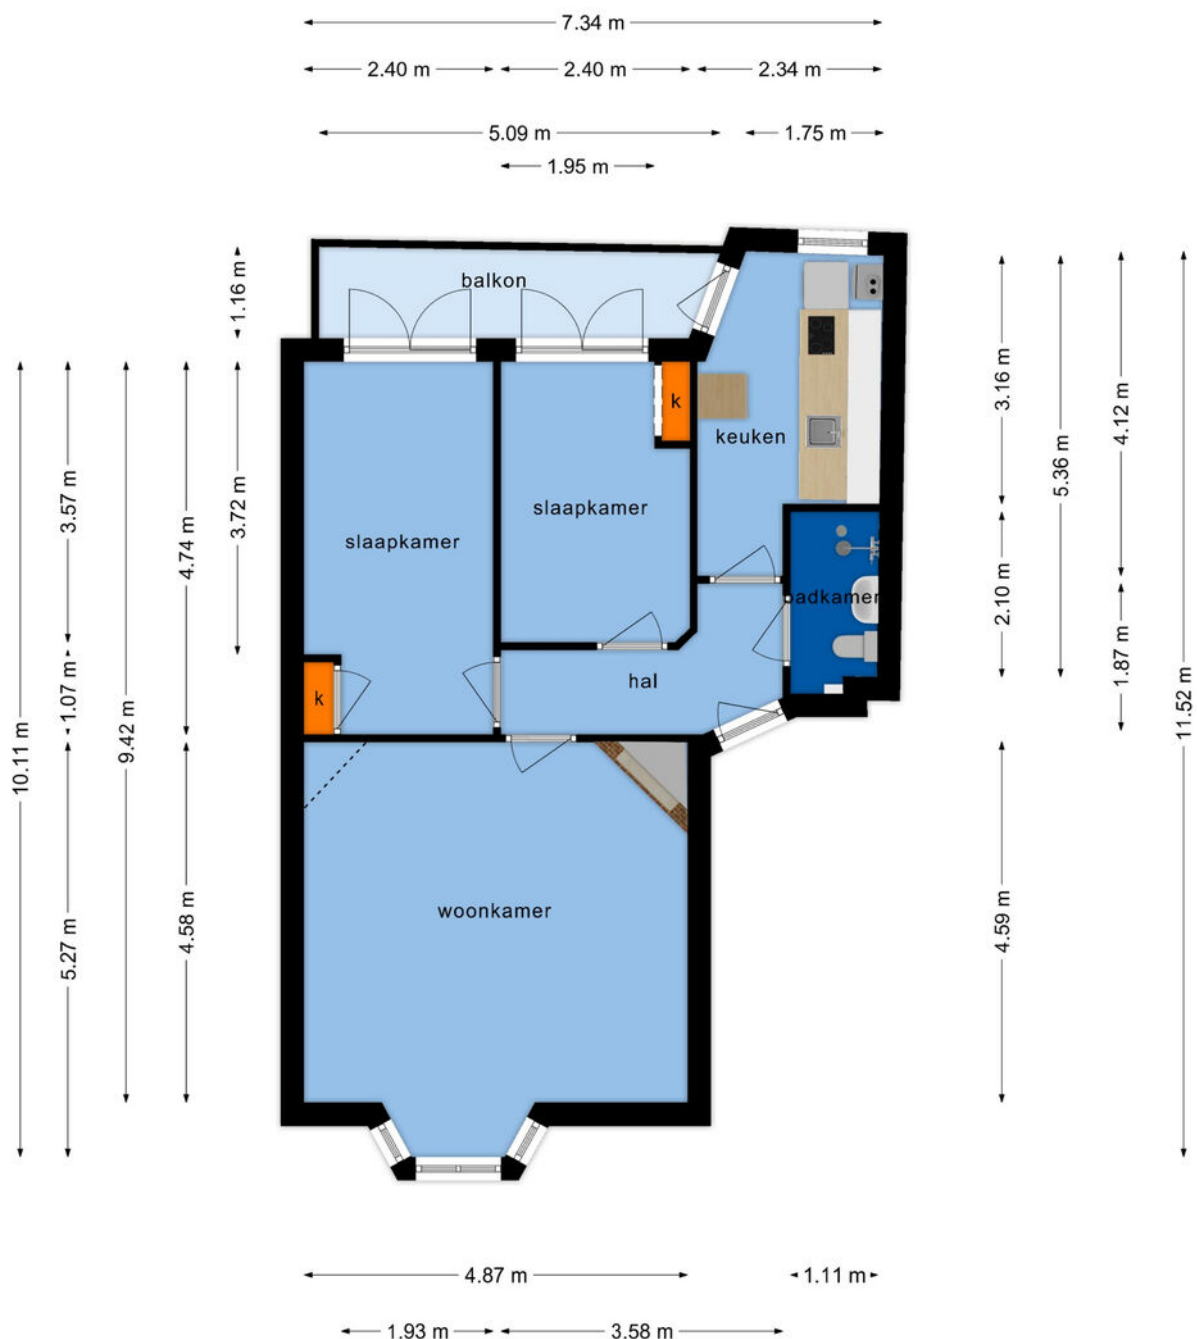 7.34 m
2.40 m 2.40 m 2.34 m
5.09 m 1.75 m
1.95 m
balkon
1.16 m
k
keuken
slaapkamer
slaapkamer
badkamer
hal
k
woonkamer
10.11 m
3.57 m
1.07 m
5.27 m
9.42 m
4.74 m
4.58 m
3.72 m
3.16 m
2.10 m
4.59 m
5.36 m
4.12 m
1.87 m
11.52 m
4.87 m 1.11 m
1.93 m 3.58 m